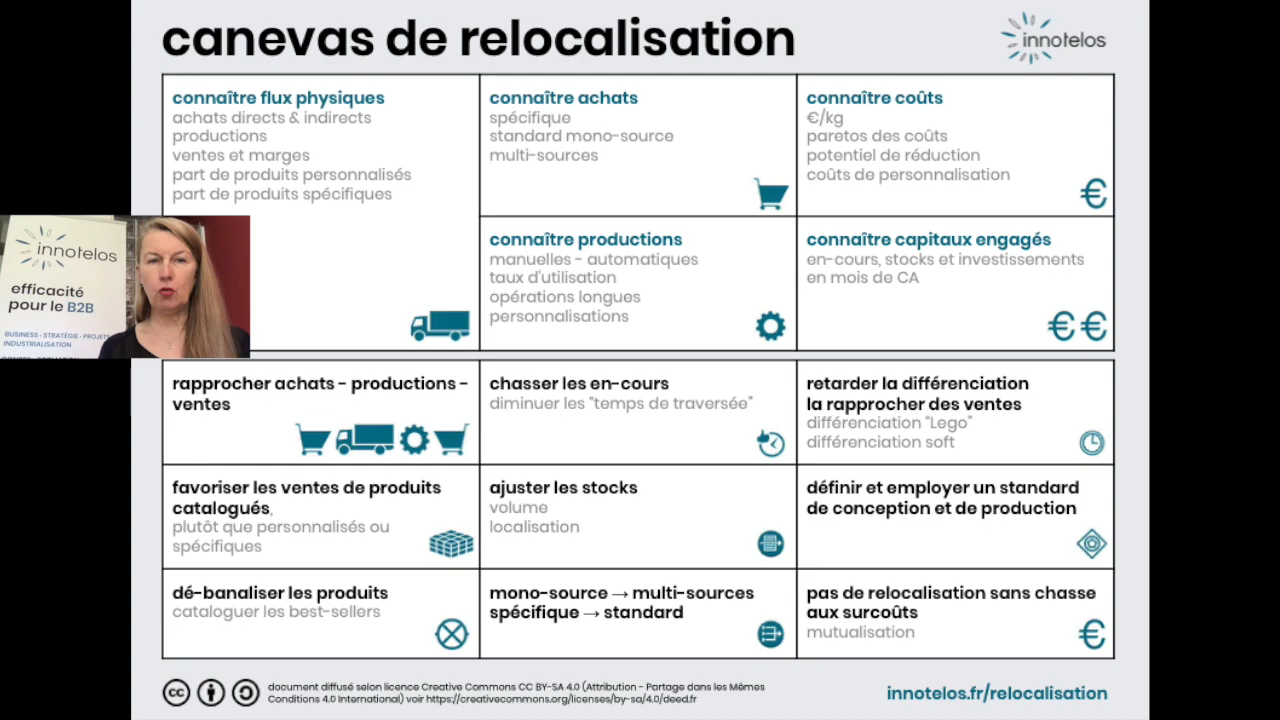 canevas de relocalisation
innotelos
connaître flux physiques
achats directs & indirects
productions
ventes et marges
part de produits personnalisés
part de produits spécifiques
connaître achats
spécifique
standard mono-source
multi-sources
connaître coûts
€/kg
paretos des coûts
potentiel de réduction
coûts de personnalisation
€
connaître productions
manuelles - automatiques
taux d'utilisation
opérations longues
personnalisations
connaître capitaux engagés
en-cours, stocks et investissements
en mois de CA
€ €
innotelos
efficacité
pour le B2B
BUSINESS - STRATÉGIE - PROJETS
INDUSTRIALISATION
rapprocher achats - productions -
ventes
chasser les en-cours
diminuer les "temps de traversée"
retarder la différenciation
la rapprocher des ventes
différenciation "Lego"
différenciation soft
favoriser les ventes de produits
catalogués,
plutôt que personnalisés ou
spécifiques
ajuster les stocks
volume
localisation
définir et employer un standard
de conception et de production
dé-banaliser les produits
cataloguer les best-sellers
mono-source → multi-sources
spécifique → standard
pas de relocalisation sans chasse
aux surcoûts
mutualisation
€
cc
document diffusé selon licence Creative Commons CC BY-SA 4.0 (Attribution - Partage dans les Mêmes
Conditions 4.0 International) voir https://creativecommons.org/licenses/by-sa/4.0/deed.fr
innotelos.fr/relocalisation